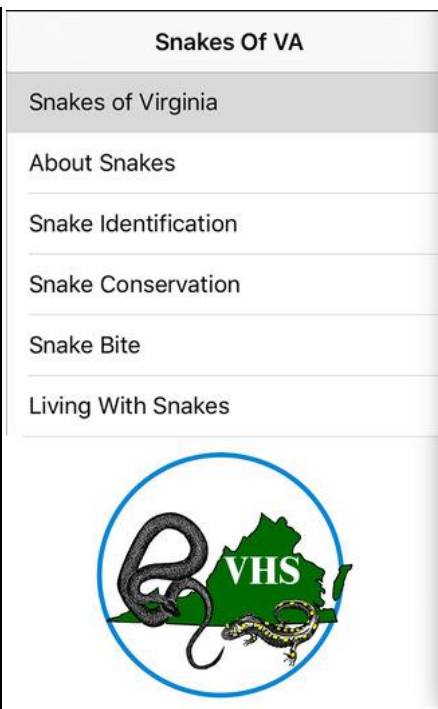 Snakes Of VA
Snakes of Virginia
About Snakes
Snake Identification
Snake Conservation
Snake Bite
Living With Snakes
VHS